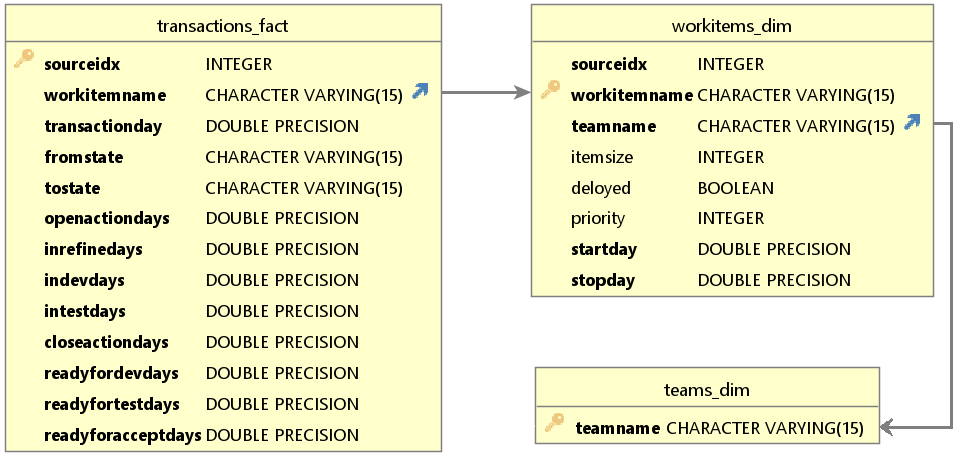 transactions_fact
sourceidx INTEGER
workitemname CHARACTER VARYING(15)
transactionday DOUBLE PRECISION
fromstate CHARACTER VARYING(15)
tostate CHARACTER VARYING(15)
openactiondays DOUBLE PRECISION
inrefinedays DOUBLE PRECISION
indevdays DOUBLE PRECISION
intestdays DOUBLE PRECISION
closeactiondays DOUBLE PRECISION
readyfordevdays DOUBLE PRECISION
readyfortestdays DOUBLE PRECISION
readyforacceptdays DOUBLE PRECISION
workitems_dim
sourceidx INTEGER
workitemname CHARACTER VARYING(15)
teamname CHARACTER VARYING(15)
itemsize INTEGER
deloyed BOOLEAN
priority INTEGER
startday DOUBLE PRECISION
stopday DOUBLE PRECISION
teams_dim
teamname CHARACTER VARYING(15)